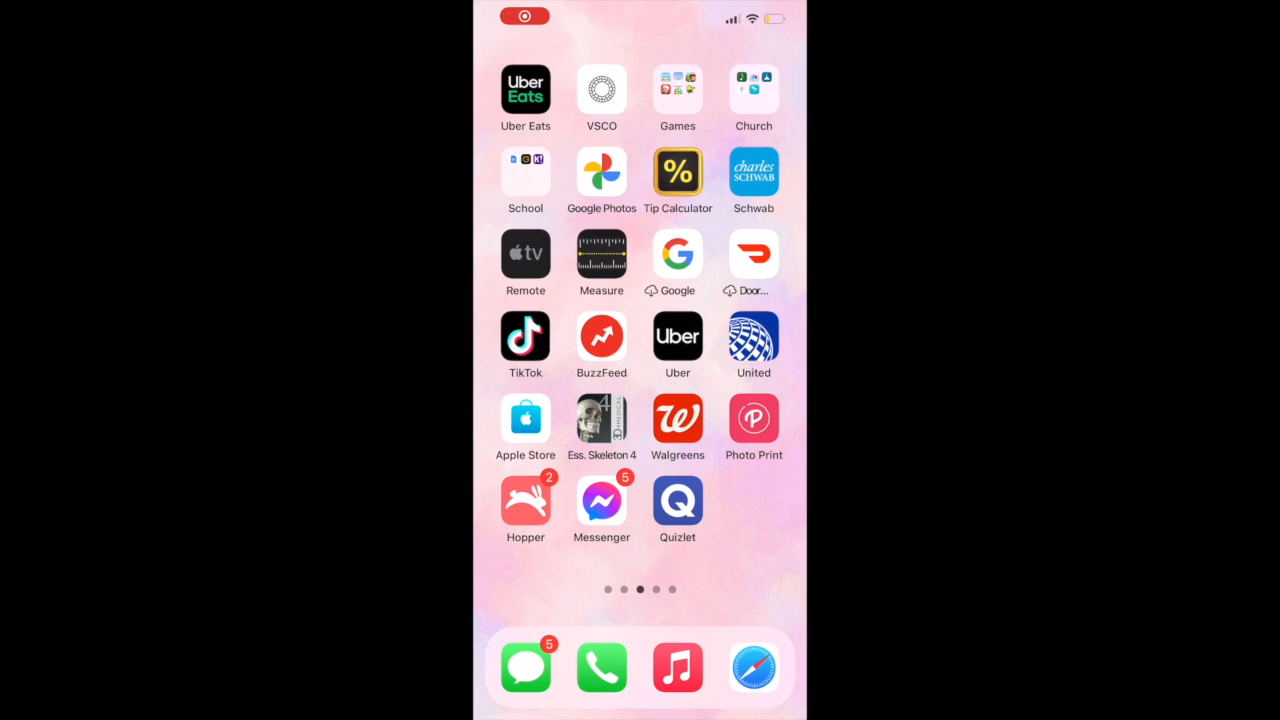 Uber Eats
Uber Eats VSCO Games Church
% charles SCHWAB
School Google Photos Tip Calculator Schwab
tv
Remote Measure Google Door...
Uber
TikTok BuzzFeed Uber United
4 3D4MEDICAL
Apple Store Ess. Skeleton 4 Walgreens Photo Print
2 5
Hopper Messenger Quizlet
5